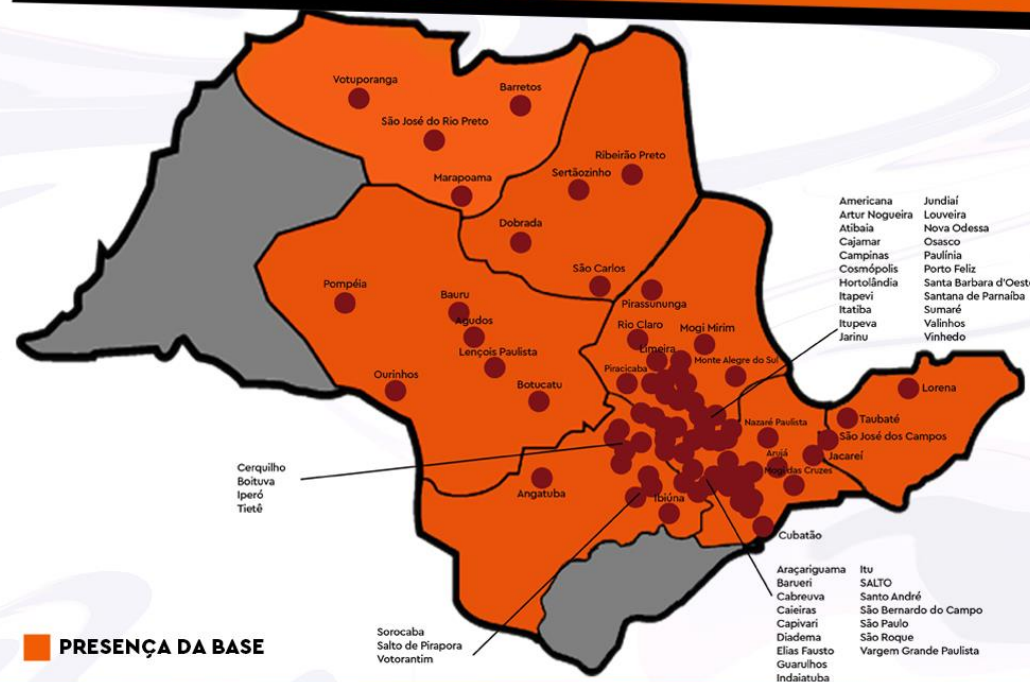 Votuporanga
Barretos
São José do Rio Preto
Ribeirão Preto
Sertãozinho
Marapoama
Dobrada
São Carlos
Pompéia
Bauru
Agudos
Lençois Paulista
Ourinhos
Botucatu
Pirassununga
Rio Claro
Mogi Mirim
Limeira
Monte Alegre do Sul
Piracicaba
Americana
Artur Nogueira
Atibaia
Cajamar
Campinas
Cosmópolis
Hortolândia
Itapevi
Itatiba
Itupeva
Jarinu
Jundiaí
Louveira
Nova Odessa
Osasco
Paulínia
Porto Feliz
Santa Barbara d'Oeste
Santana de Parnaíba
Sumaré
Valinhos
Vinhedo
Lorena
Taubaté
Nazaré Paulista
São José dos Campos
Arujá
Jacareí
Mogi das Cruzes
Cerquilho
Boituva
Iperó
Tietê
Angatuba
Ibiúna
Cubatão
Araçariguama
Barueri
Cabreuva
Caieiras
Capivari
Diadema
Elias Fausto
Guarulhos
Indaiatuba
Itu
SALTO
Santo André
São Bernardo do Campo
São Paulo
São Roque
Vargem Grande Paulista
Sorocaba
Salto de Pirapora
Votorantim
PRESENÇA DA BASE